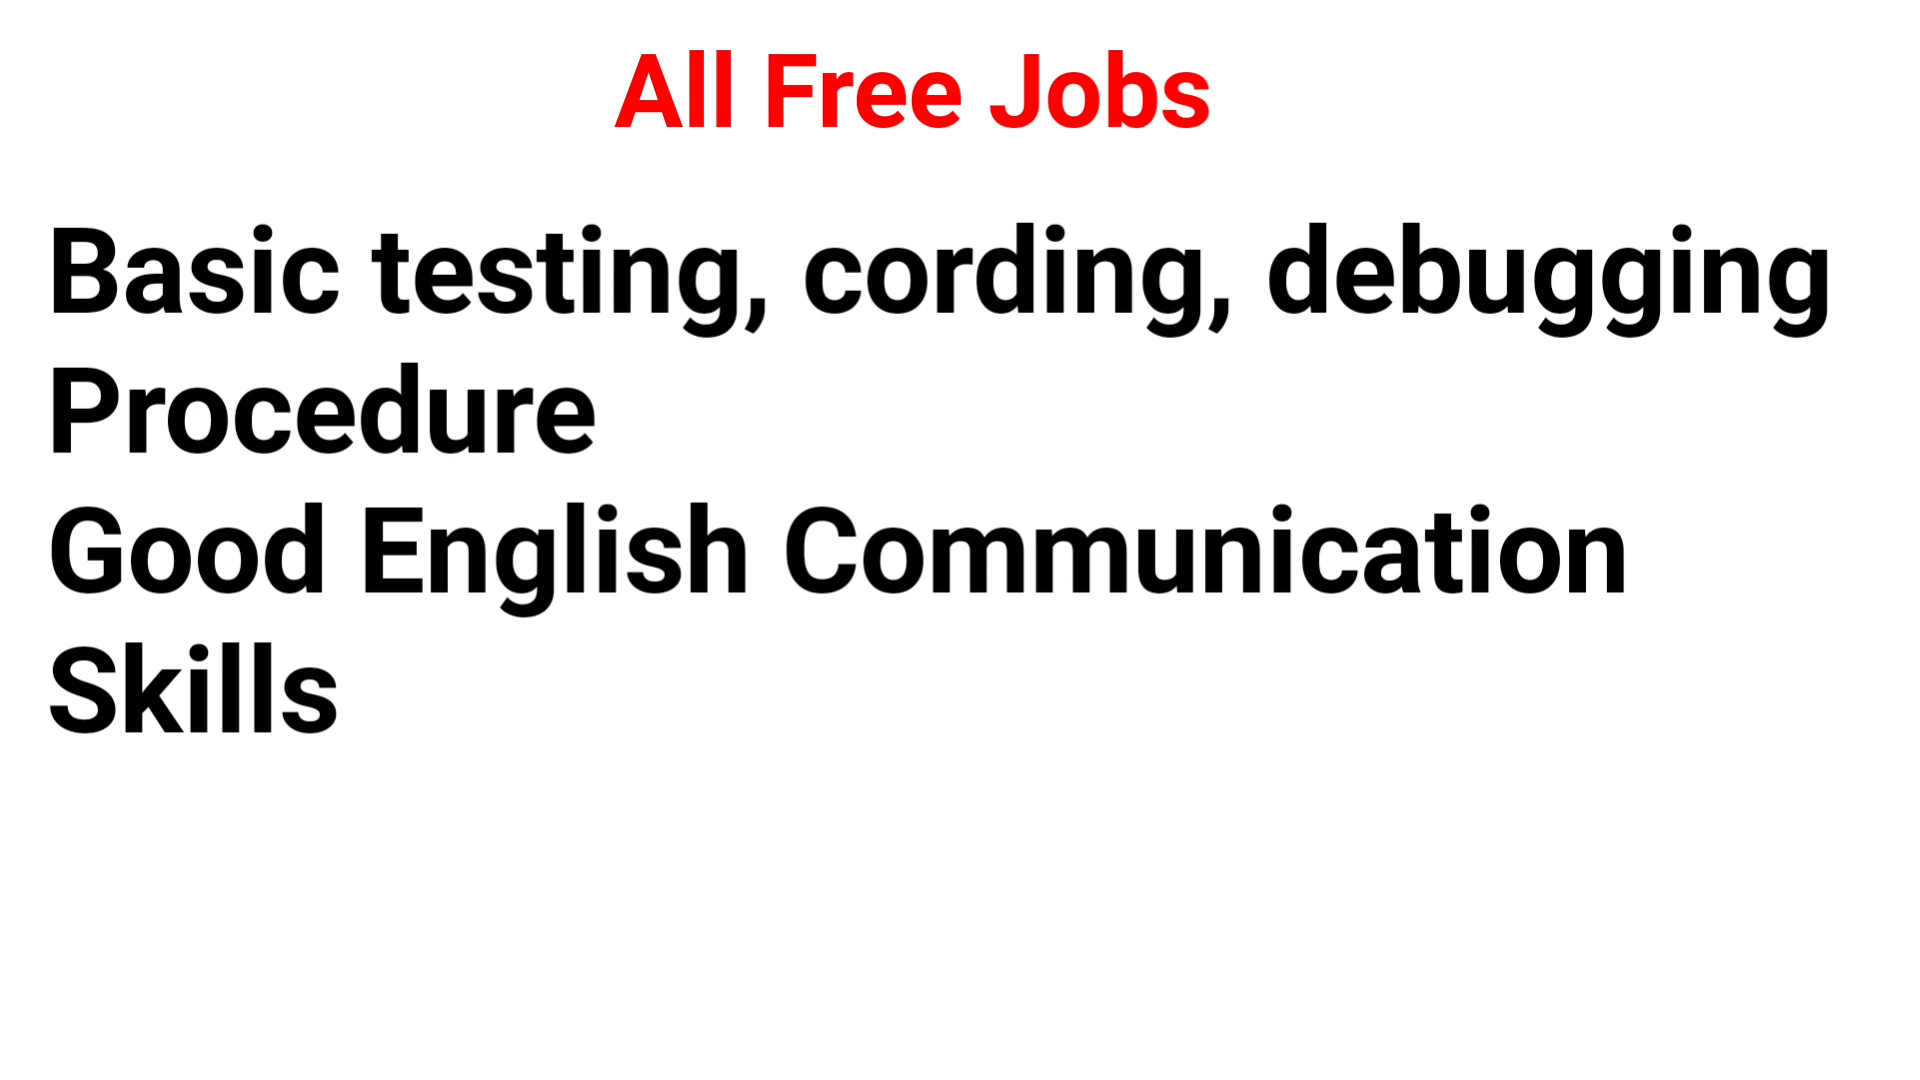 All Free Jobs
Basic testing, cording, debugging
Procedure
Good English Communication
Skills